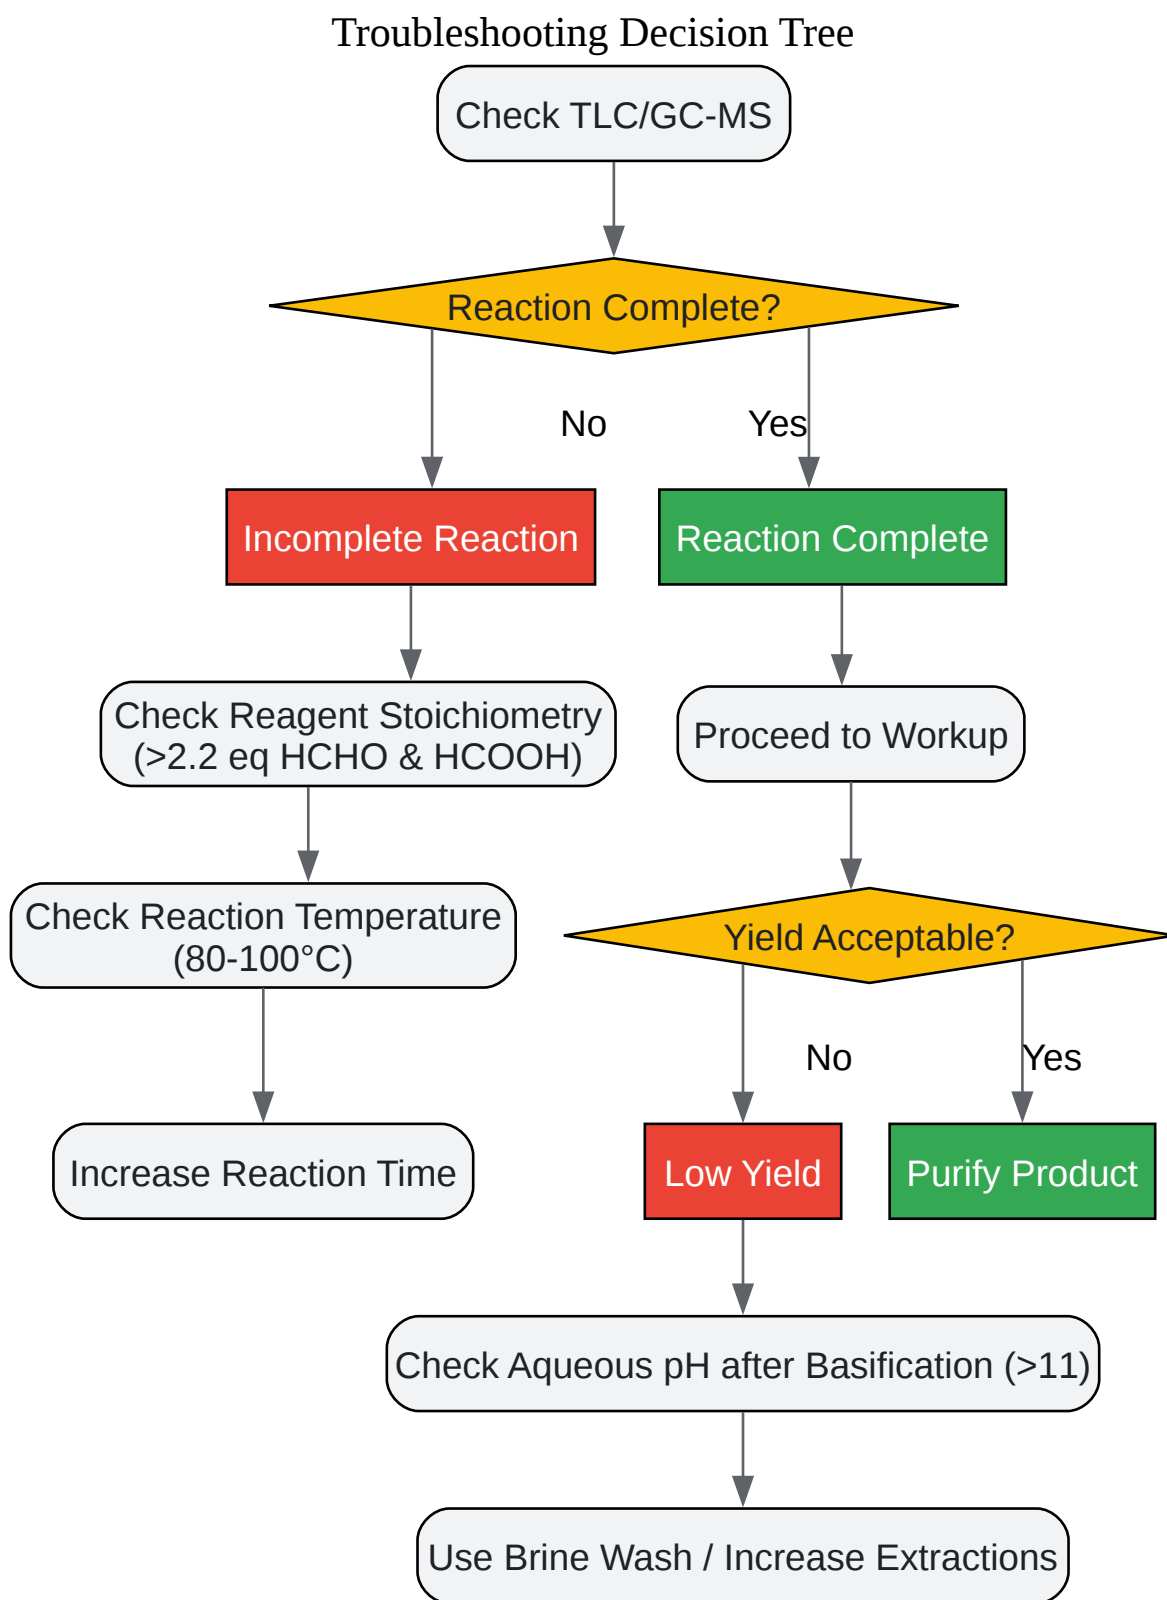 Troubleshooting Decision Tree
Check TLC/GC-MS
Reaction Complete?
No
Yes
Incomplete Reaction
Reaction Complete
Check Reagent Stoichiometry
(>2.2 eq HCHO & HCOOH)
Proceed to Workup
Check Reaction Temperature
(80-100°C)
Yield Acceptable?
No
Yes
Increase Reaction Time
Low Yield
Purify Product
Check Aqueous pH after Basification (>11)
Use Brine Wash / Increase Extractions